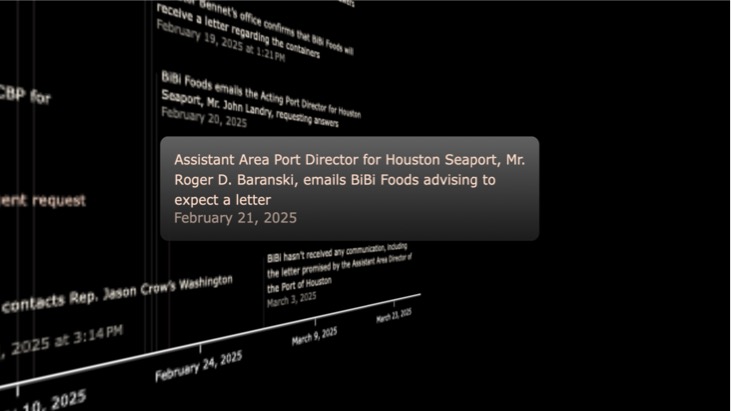 Bennet's office confirms that BiBi Foods will
receive a letter regarding the containers
February 19, 2025 at 1:21 PM
CBP for
BiBi Foods emails the Acting Port Director for Houston
Seaport, Mr. John Landry, requesting answers
February 20, 2025
Assistant Area Port Director for Houston Seaport, Mr.
Roger D. Baranski, emails BiBi Foods advising to
expect a letter
February 21, 2025
ent request
BiBi hasn't received any communication, including
the letter promised by the Assistant Area Director of
the Port of Houston
March 3, 2025
contacts Rep. Jason Crow's Washington
, 2025 at 3:14 PM
10, 2025
February 24, 2025
March 9, 2025
March 23, 2025